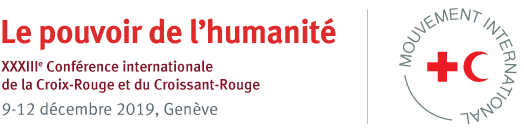 Le pouvoir de l’humanité
XXXIIIᵉ Conférence internationale
de la Croix-Rouge et du Croissant-Rouge
9-12 décembre 2019, Genève
MOUVEMENT INTERNATIONAL